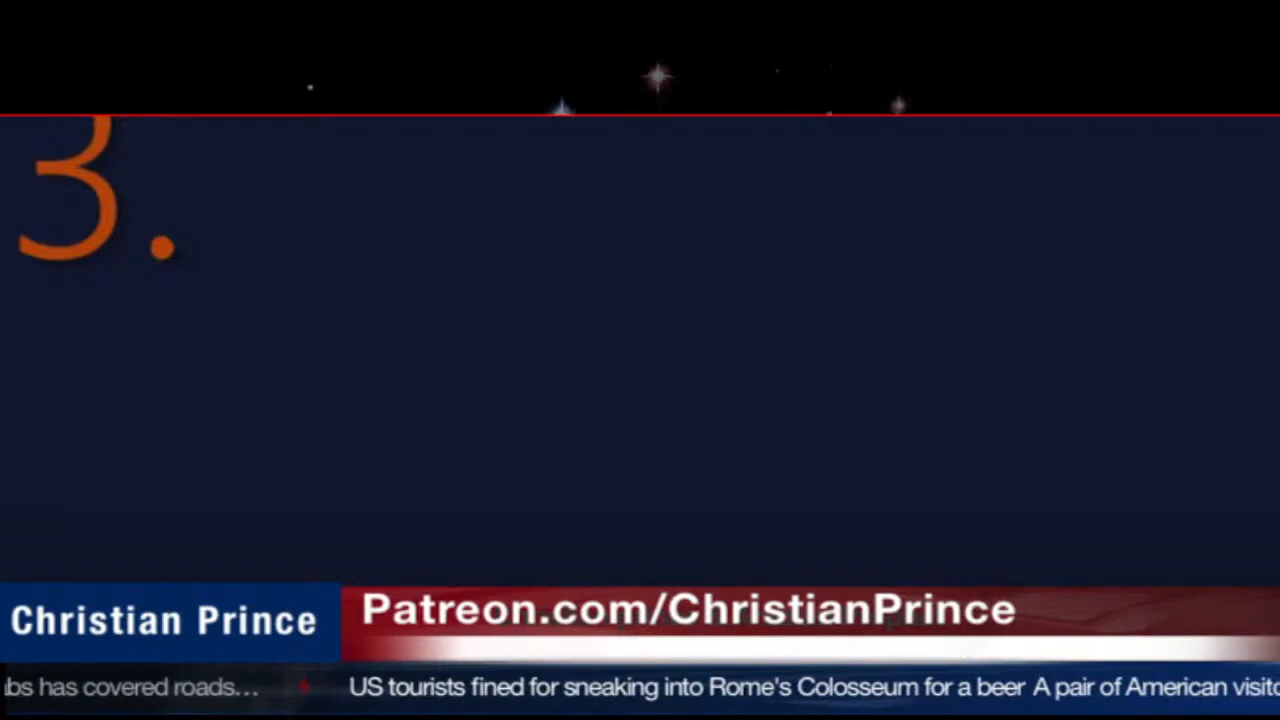 3.
Christian Prince
Patreon.com/ChristianPrince
bs has covered roads...
US tourists fined for sneaking into Rome's Colosseum for a beer A pair of American